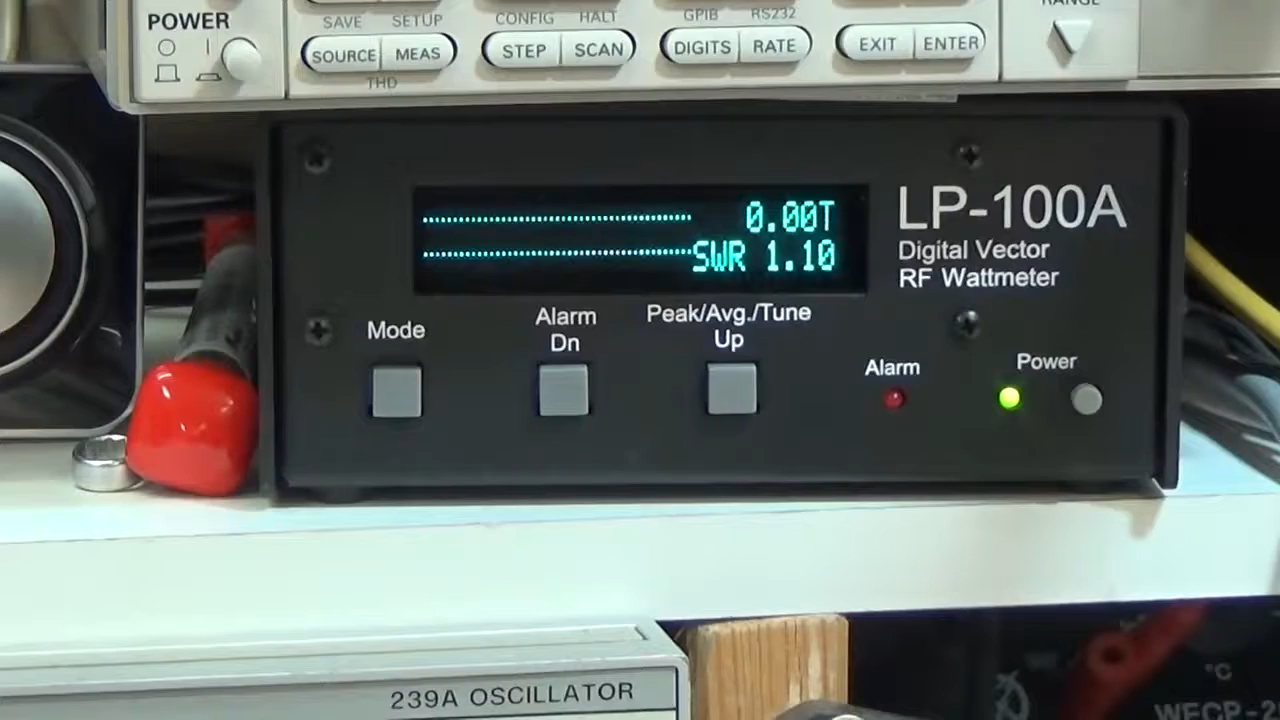 POWER
SAVE SETUP CONFIG HALT GPIB RS232
SOURCE MEAS STEP SCAN DIGITS RATE EXIT ENTER
THD
RANGE
0.00T
SWR 1.10
LP-100A
Digital Vector
RF Wattmeter
Mode
Alarm
Dn
Peak/Avg./Tune
Up
Alarm
Power
239A OSCILLATOR
°C